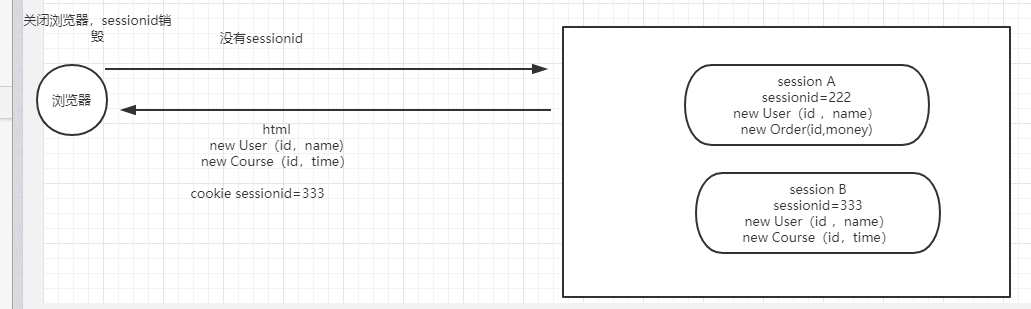 关闭浏览器，sessionid销
毁
没有sessionid
浏览器
html
new User（id，name）
new Course（id，time）
cookie sessionid=333
session A
sessionid=222
new User（id ，name）
new Order(id,money)
session B
sessionid=333
new User（id ，name）
new Course（id，time）